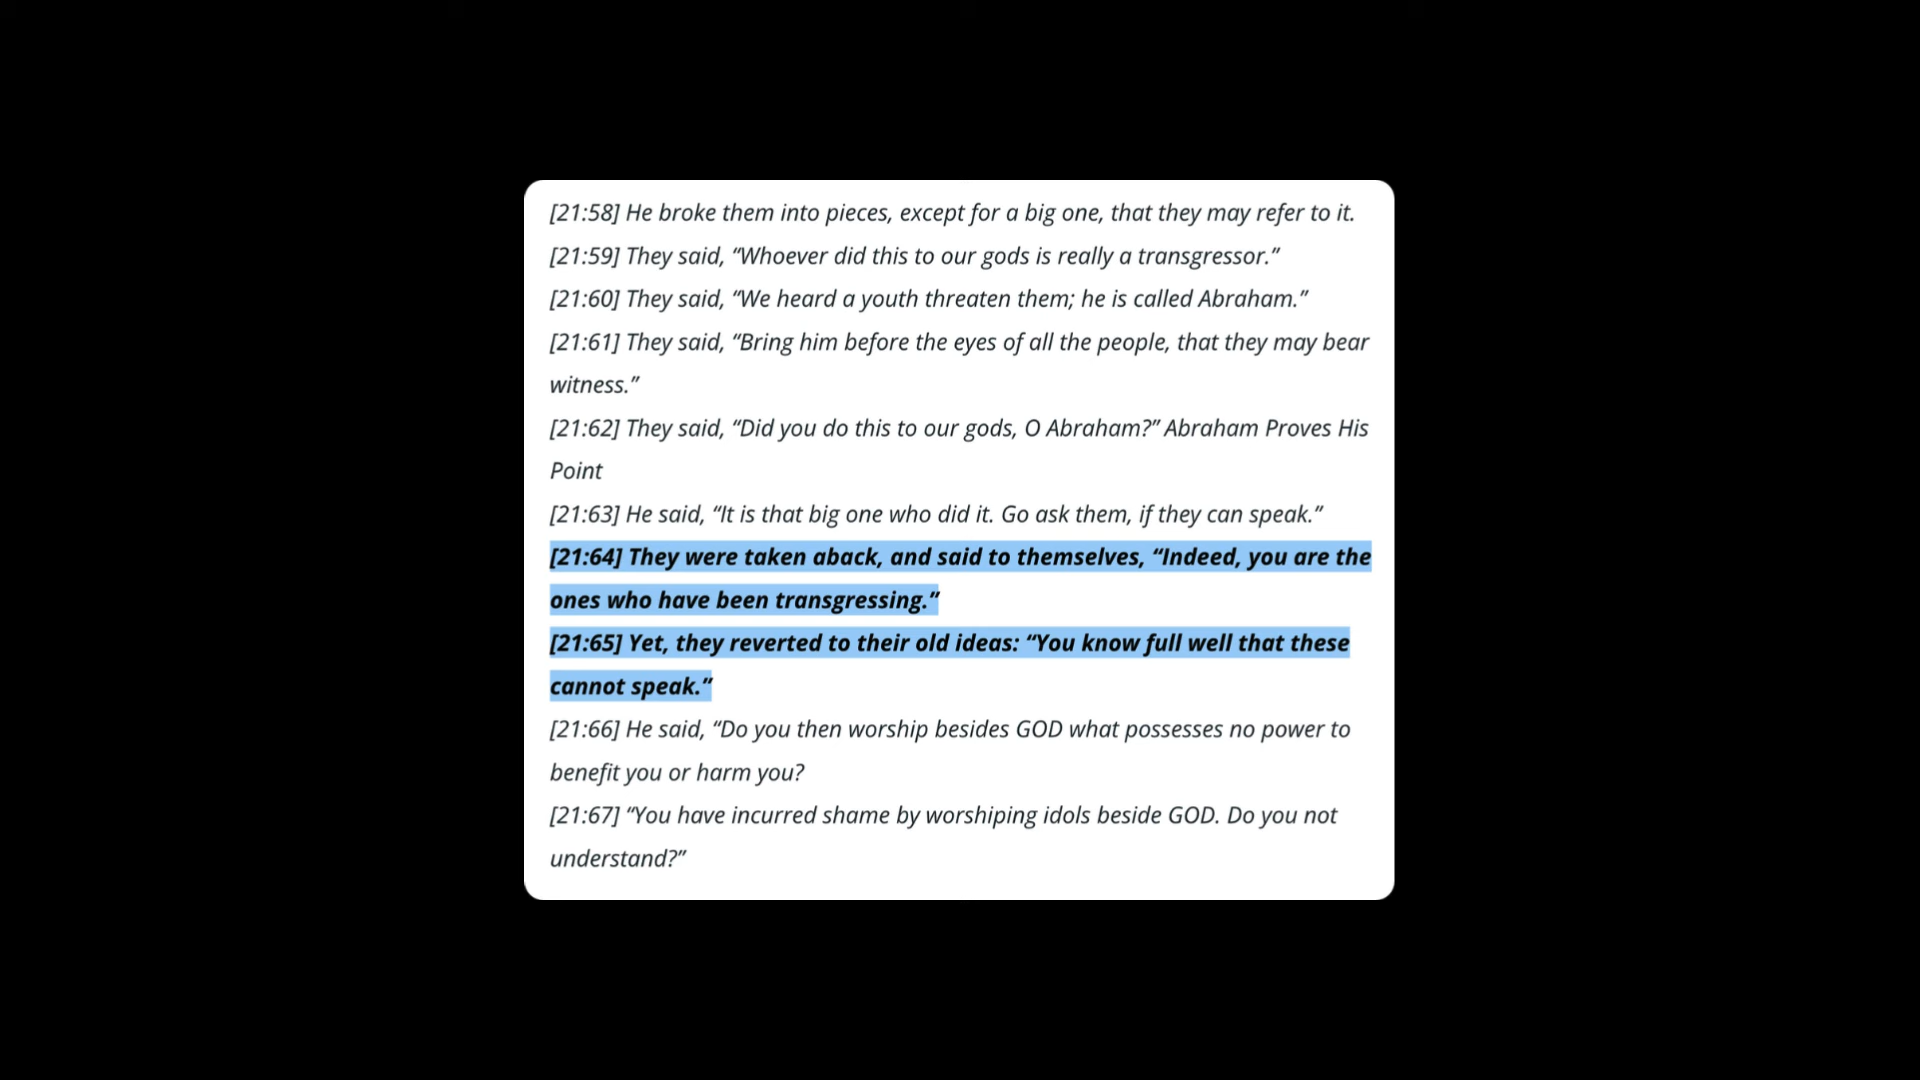 [21:58] He broke them into pieces, except for a big one, that they may refer to it.
[21:59] They said, “Whoever did this to our gods is really a transgressor.”
[21:60] They said, “We heard a youth threaten them; he is called Abraham.”
[21:61] They said, “Bring him before the eyes of all the people, that they may bear
witness.”
[21:62] They said, “Did you do this to our gods, O Abraham?” Abraham Proves His
Point
[21:63] He said, “It is that big one who did it. Go ask them, if they can speak.”
[21:64] They were taken aback, and said to themselves, “Indeed, you are the
ones who have been transgressing.”
[21:65] Yet, they reverted to their old ideas: “You know full well that these
cannot speak.”
[21:66] He said, “Do you then worship besides GOD what possesses no power to
benefit you or harm you?
[21:67] “You have incurred shame by worshiping idols beside GOD. Do you not
understand?”